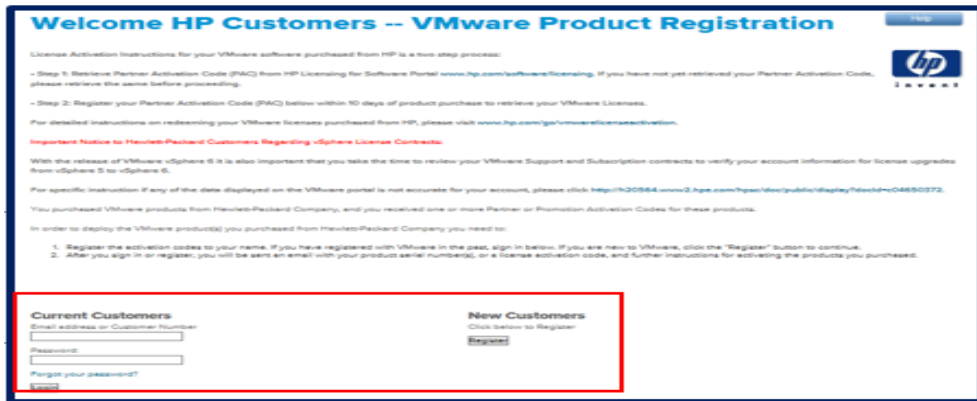 Welcome HP Customers -- VMware Product Registration
Help
License Activation Instructions for your VMware software purchased from HP is a two step process:
hp
invent
- Step 1: Retrieve Partner Activation Code (PAC) from HP Licensing for Software Portal www.hp.com/software/licensing. If you have not yet retrieved your Partner Activation Code,
please retrieve the same before proceeding.
- Step 2: Register your Partner Activation Code (PAC) below within 10 days of product purchase to retrieve your VMware Licenses.
For detailed instructions on redeeming your VMware licenses purchased from HP, please visit www.hp.com/go/vmwarelicenseactivation.
Important Notice to Hewlett-Packard Customers Regarding vSphere License Contracts:
With the release of VMware vSphere 6 it is also important that you take the time to review your VMware Support and Subscription contracts to verify your account information for license upgrades
from vSphere 5 to vSphere 6.
For specific instruction if any of the data displayed on the VMware portal is not accurate for your account, please click http://h20564.www2.hpe.com/hpsc/doc/public/display?docId=c04650372.
You purchased VMware products from Hewlett-Packard Company, and you received one or more Partner or Promotion Activation Codes for these products.
In order to deploy the VMware product(s) you purchased from Hewlett-Packard Company you need to:
1. Register the activation codes to your name. If you have registered with VMware in the past, sign in below. If you are new to VMware, click the "Register" button to continue.
2. After you sign in or register, you will be sent an email with your product serial number(s), or a license activation code, and further instructions for activating the products you purchased.
Current Customers
Email address or Customer Number
Password:
Forgot your password?
Login
New Customers
Click below to Register
Register